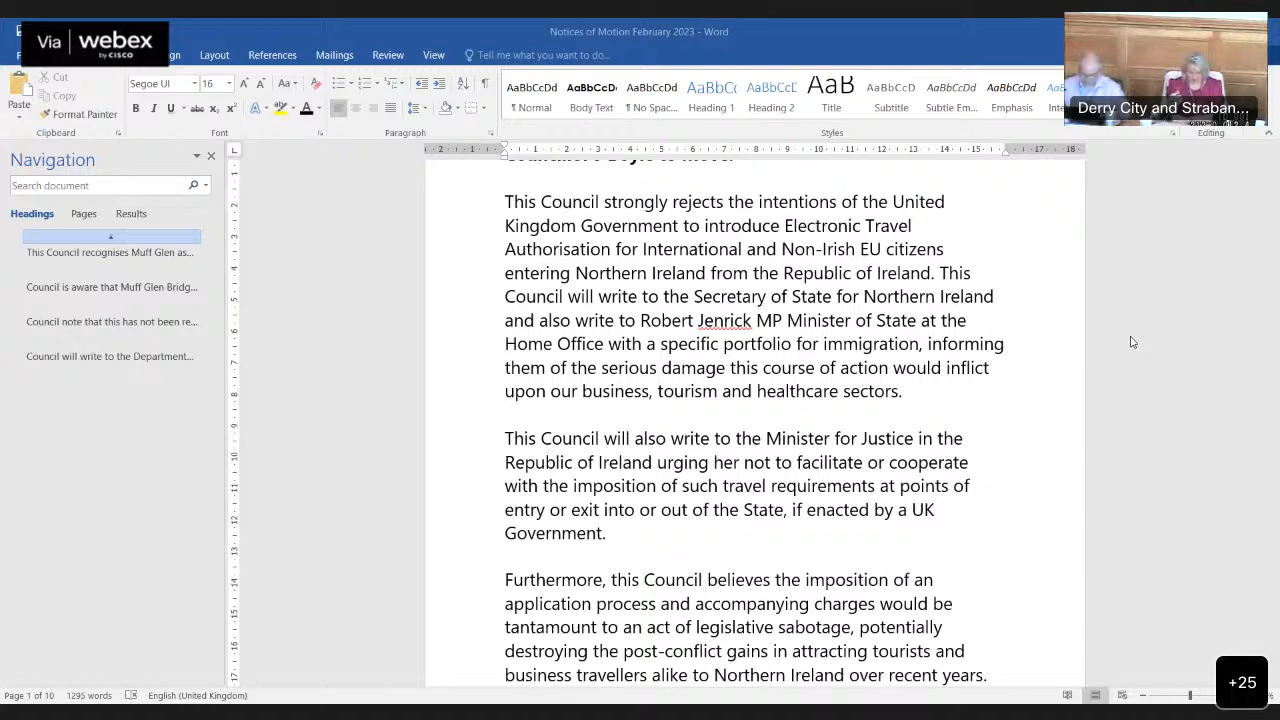 Via webex
by CISCO
Notices of Motion February 2023 - Word
Layout References Mailings Review View Tell me what you want to do...
Cut
Copy
Paste
Format Painter
Segoe UI 16
Font
Paragraph
AaBbCcDd AaBbCcD AaBbCcDd AaBbCc AaBbCcD AaB AaBbCcD AaBbCcDd AaBbCcDd
¶ Normal Body Text ¶ No Spac... Heading 1 Heading 2 Title Subtitle Subtle Em... Emphasis
Styles
Editing
Derry City and Straban...
Navigation
Search document
Headings Pages Results
This Council recognises Muff Glen as...
Council is aware that Muff Glen Bridg...
Council note that this has not been re...
Council will write to the Department...
This Council strongly rejects the intentions of the United
Kingdom Government to introduce Electronic Travel
Authorisation for International and Non-Irish EU citizens
entering Northern Ireland from the Republic of Ireland. This
Council will write to the Secretary of State for Northern Ireland
and also write to Robert Jenrick MP Minister of State at the
Home Office with a specific portfolio for immigration, informing
them of the serious damage this course of action would inflict
upon our business, tourism and healthcare sectors.
This Council will also write to the Minister for Justice in the
Republic of Ireland urging her not to facilitate or cooperate
with the imposition of such travel requirements at points of
entry or exit into or out of the State, if enacted by a UK
Government.
Furthermore, this Council believes the imposition of an
application process and accompanying charges would be
tantamount to an act of legislative sabotage, potentially
destroying the post-conflict gains in attracting tourists and
business travellers alike to Northern Ireland over recent years.
Page 1 of 10 1295 words English (United Kingdom)
+25